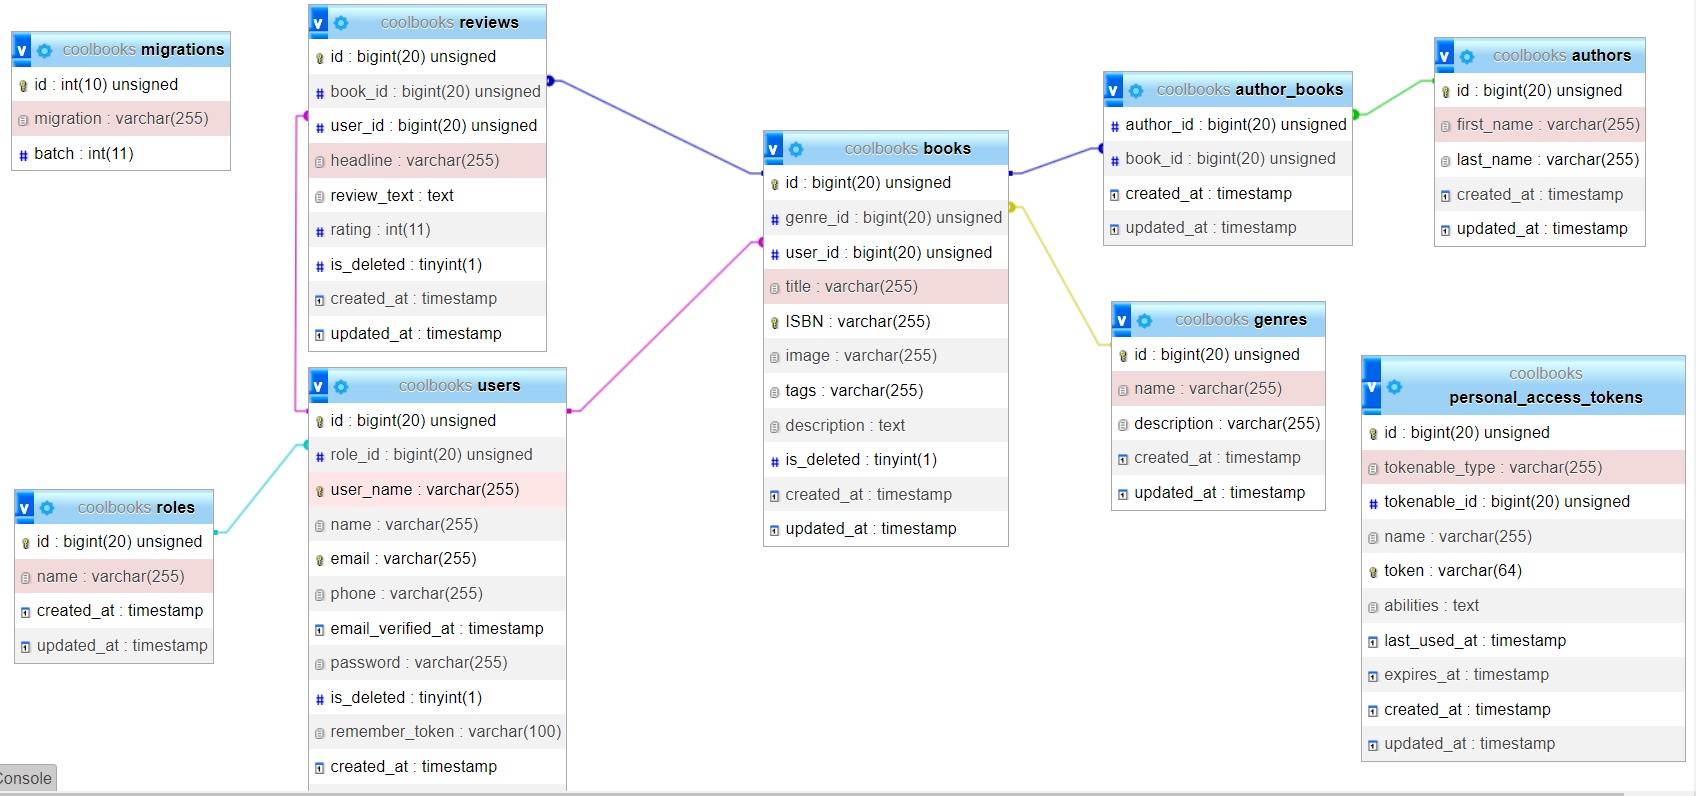 coolbooks migrations
id : int(10) unsigned
migration : varchar(255)
batch : int(11)
coolbooks reviews
id : bigint(20) unsigned
book_id : bigint(20) unsigned
user_id : bigint(20) unsigned
headline : varchar(255)
review_text : text
rating : int(11)
is_deleted : tinyint(1)
created_at : timestamp
updated_at : timestamp
coolbooks users
id : bigint(20) unsigned
role_id : bigint(20) unsigned
user_name : varchar(255)
name : varchar(255)
email : varchar(255)
phone : varchar(255)
email_verified_at : timestamp
password : varchar(255)
is_deleted : tinyint(1)
remember_token : varchar(100)
created_at : timestamp
coolbooks roles
id : bigint(20) unsigned
name : varchar(255)
created_at : timestamp
updated_at : timestamp
coolbooks books
id : bigint(20) unsigned
genre_id : bigint(20) unsigned
user_id : bigint(20) unsigned
title : varchar(255)
ISBN : varchar(255)
image : varchar(255)
tags : varchar(255)
description : text
is_deleted : tinyint(1)
created_at : timestamp
updated_at : timestamp
coolbooks author_books
author_id : bigint(20) unsigned
book_id : bigint(20) unsigned
created_at : timestamp
updated_at : timestamp
coolbooks authors
id : bigint(20) unsigned
first_name : varchar(255)
last_name : varchar(255)
created_at : timestamp
updated_at : timestamp
coolbooks genres
id : bigint(20) unsigned
name : varchar(255)
description : varchar(255)
created_at : timestamp
updated_at : timestamp
coolbooks
personal_access_tokens
id : bigint(20) unsigned
tokenable_type : varchar(255)
tokenable_id : bigint(20) unsigned
name : varchar(255)
token : varchar(64)
abilities : text
last_used_at : timestamp
expires_at : timestamp
created_at : timestamp
updated_at : timestamp
Console